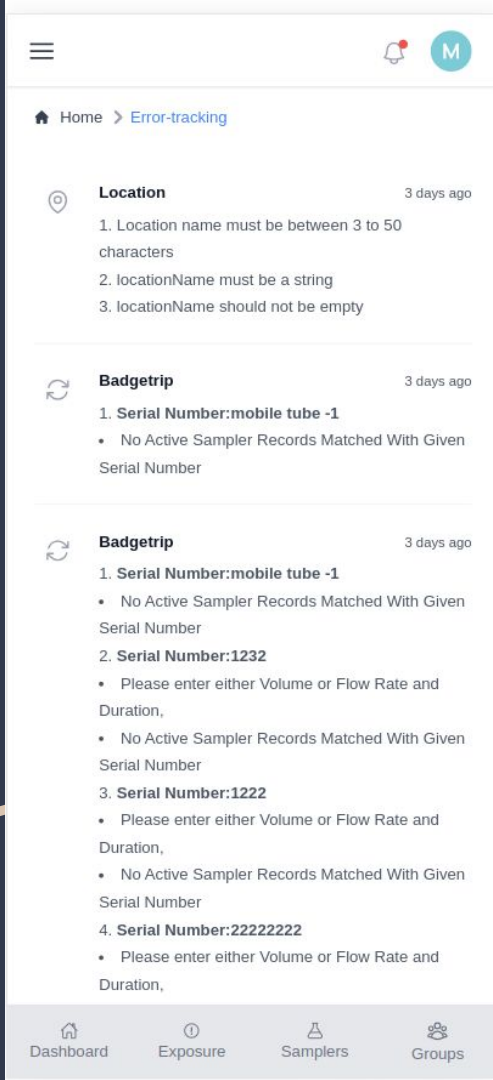 M
Home Error-tracking
Location 3 days ago
1. Location name must be between 3 to 50
characters
2. locationName must be a string
3. locationName should not be empty
Badgetrip 3 days ago
1. Serial Number:mobile tube -1
• No Active Sampler Records Matched With Given
Serial Number
Badgetrip 3 days ago
1. Serial Number:mobile tube -1
• No Active Sampler Records Matched With Given
Serial Number
2. Serial Number:1232
• Please enter either Volume or Flow Rate and
Duration,
• No Active Sampler Records Matched With Given
Serial Number
3. Serial Number:1222
• Please enter either Volume or Flow Rate and
Duration,
• No Active Sampler Records Matched With Given
Serial Number
4. Serial Number:22222222
• Please enter either Volume or Flow Rate and
Duration,
Dashboard Exposure Samplers Groups